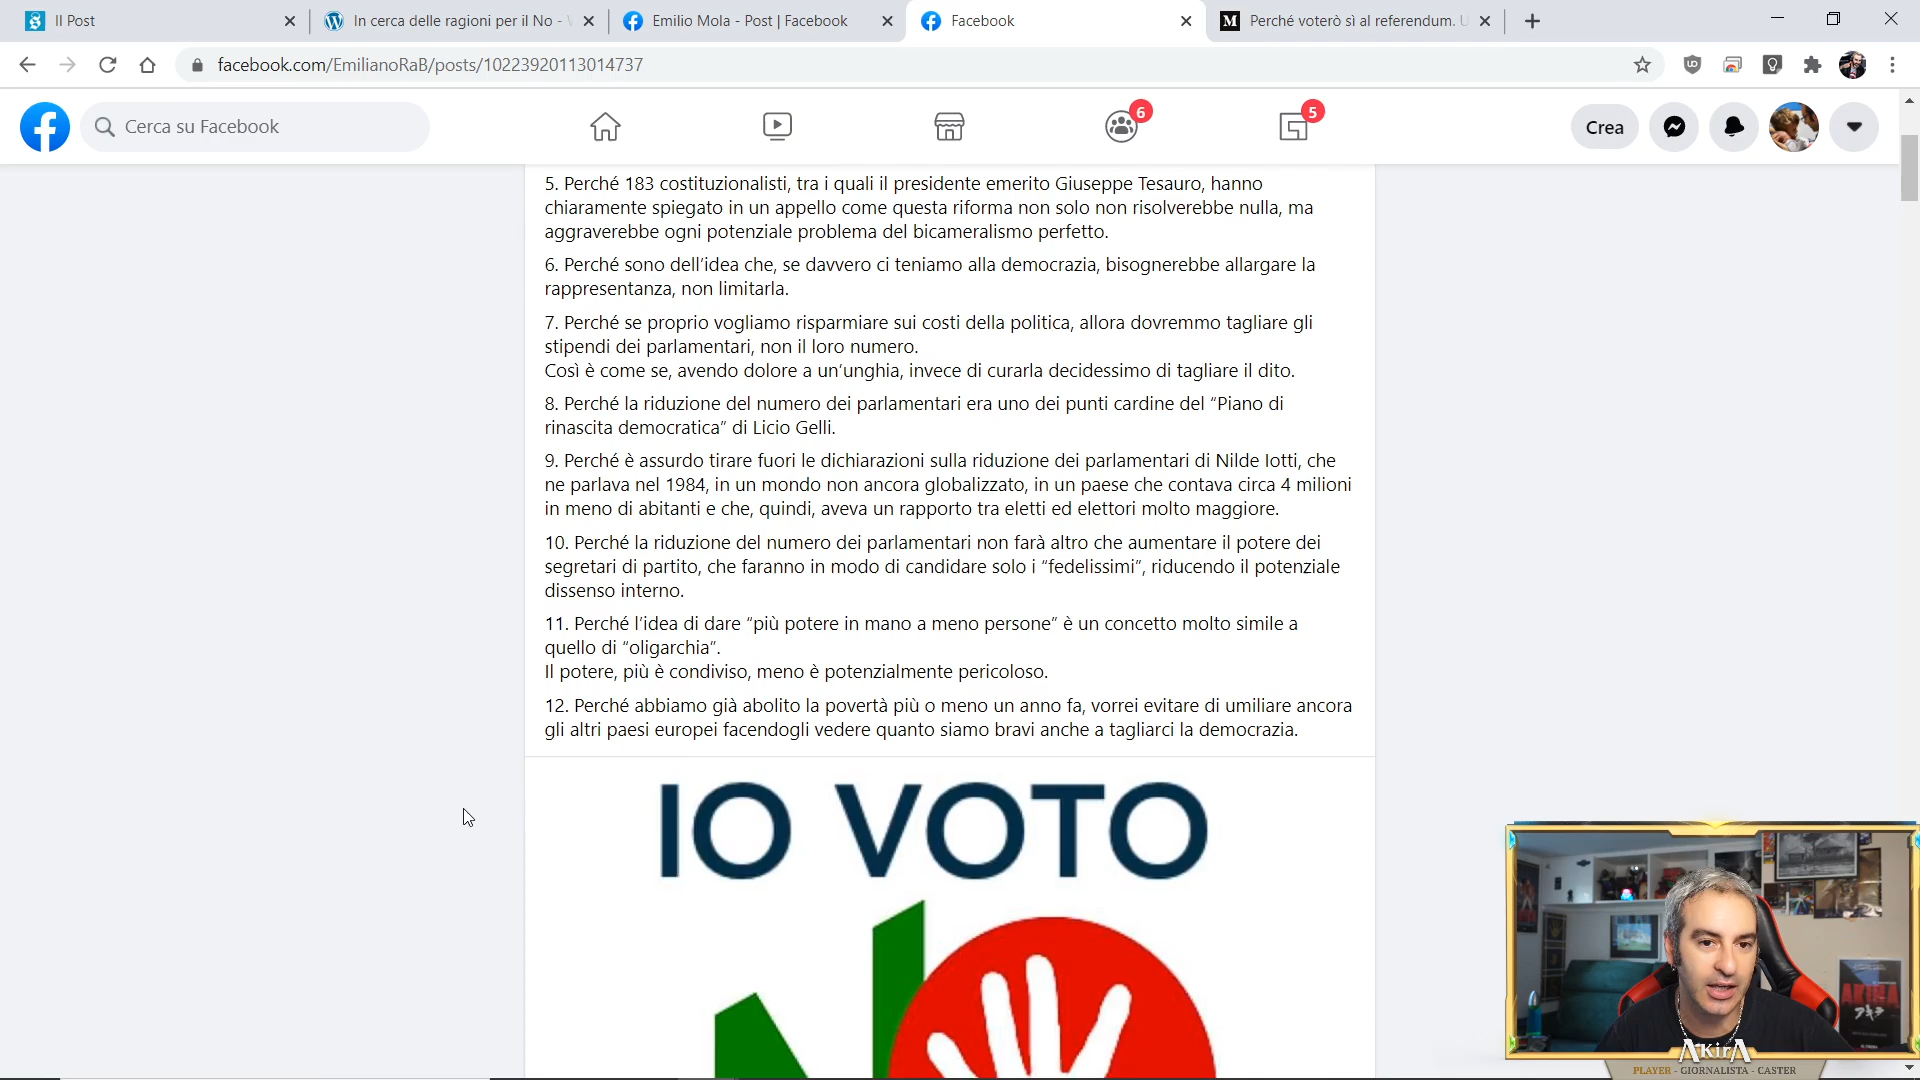 Il Post
In cerca delle ragioni per il No -
Emilio Mola - Post | Facebook
Facebook
Perché voterò sì al referendum. U
facebook.com/EmilianoRaB/posts/10223920113014737
Cerca su Facebook
6
5
Crea
5. Perché 183 costituzionalisti, tra i quali il presidente emerito Giuseppe Tesauro, hanno
chiaramente spiegato in un appello come questa riforma non solo non risolverebbe nulla, ma
aggraverebbe ogni potenziale problema del bicameralismo perfetto.
6. Perché sono dell'idea che, se davvero ci teniamo alla democrazia, bisognerebbe allargare la
rappresentanza, non limitarla.
7. Perché se proprio vogliamo risparmiare sui costi della politica, allora dovremmo tagliare gli
stipendi dei parlamentari, non il loro numero.
Così è come se, avendo dolore a un'unghia, invece di curarla decidessimo di tagliare il dito.
8. Perché la riduzione del numero dei parlamentari era uno dei punti cardine del “Piano di
rinascita democratica” di Licio Gelli.
9. Perché è assurdo tirare fuori le dichiarazioni sulla riduzione dei parlamentari di Nilde Iotti, che
ne parlava nel 1984, in un mondo non ancora globalizzato, in un paese che contava circa 4 milioni
in meno di abitanti e che, quindi, aveva un rapporto tra eletti ed elettori molto maggiore.
10. Perché la riduzione del numero dei parlamentari non farà altro che aumentare il potere dei
segretari di partito, che faranno in modo di candidare solo i “fedelissimi”, riducendo il potenziale
dissenso interno.
11. Perché l'idea di dare “più potere in mano a meno persone” è un concetto molto simile a
quello di “oligarchia”.
Il potere, più è condiviso, meno è potenzialmente pericoloso.
12. Perché abbiamo già abolito la povertà più o meno un anno fa, vorrei evitare di umiliare ancora
gli altri paesi europei facendogli vedere quanto siamo bravi anche a tagliarci la democrazia.
IO VOTO
NO
AKIRA
AKirA
PLAYER - GIORNALISTA - CASTER